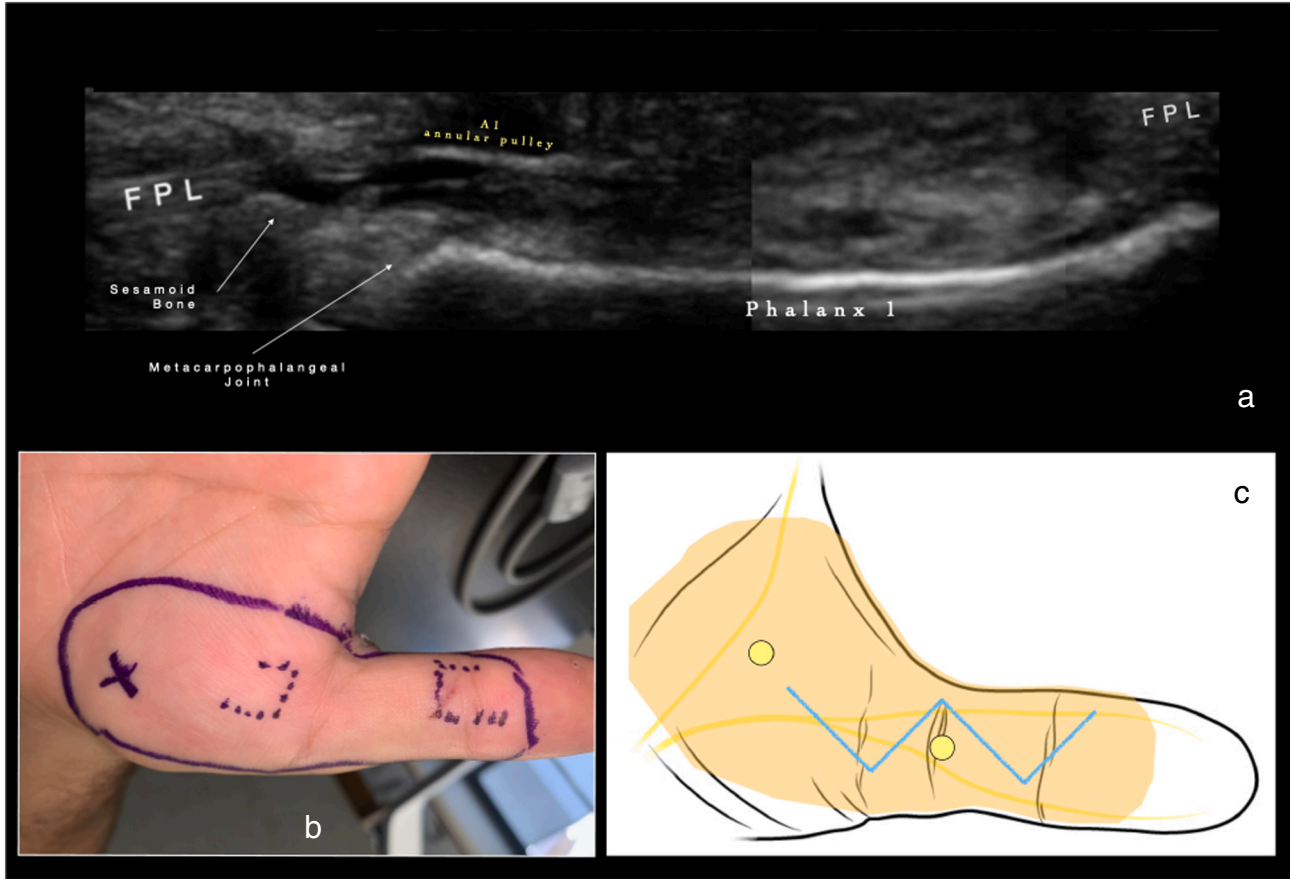 FPL
A1
annular pulley
FPL
Sesamoid
Bone
Phalanx 1
Metacarpophalangeal
Joint
a
c
b